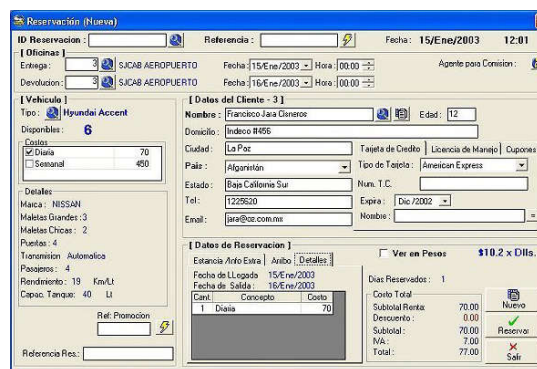 Reservación (Nueva)
ID Reservacion : Referencia : Fecha: 15/Ene/2003 12:01
[ Oficinas ]
Entrega: 3 SJCAB AEROPUERTO Fecha: 15/Ene/2003 Hora: 00:00 Agente para Comision :
Devolucion: 3 SJCAB AEROPUERTO Fecha: 16/Ene/2003 Hora: 00:00
[ Vehiculo ]
Tipo: Hyundai Accent
Disponibles: 6
Costos
Diaria 70
Semanal 450
Detalles
Marca: NISSAN
Maletas Grandes: 3
Maletas Chicas : 2
Puertas: 4
Transmision Automatica
Pasajeros : 4
Rendimiento: 19 Km/Lt
Capac. Tanque: 40 Lt
Ref: Promocion
Referencia Res.:
[ Datos del Cliente - 3 ]
Nombre : Francisco Jara Cisneros Edad: 12
Domicilio : Indeco #456
Ciudad: La Paz
Pais: Afganistán
Estado: Baja California Sur
Tel: 1225620
Email: jara@oe.com.mx
Tarjeta de Credito Licencia de Manejo Cupones
Tipo de Tarjeta: American Express
Num. T.C.
Expira: Dic /2002
Nombre :
[ Datos de Reservacion ]
Estancia /Info Extra Arribo Detalles
Fecha de LLegada 15/Ene/2003
Fecha de Salida: 16/Ene/2003
Cant. Concepto Costo
1 Diaria 70
Ver en Pesos $10.2 x Dlls.
Dias Reservados: 1
Costo Total
Subtotal Renta: 70.00
Descuento : 0.00
Subtotal : 70.00
IVA : 7.00
Total : 77.00
Nuevo
Reservar
Salir